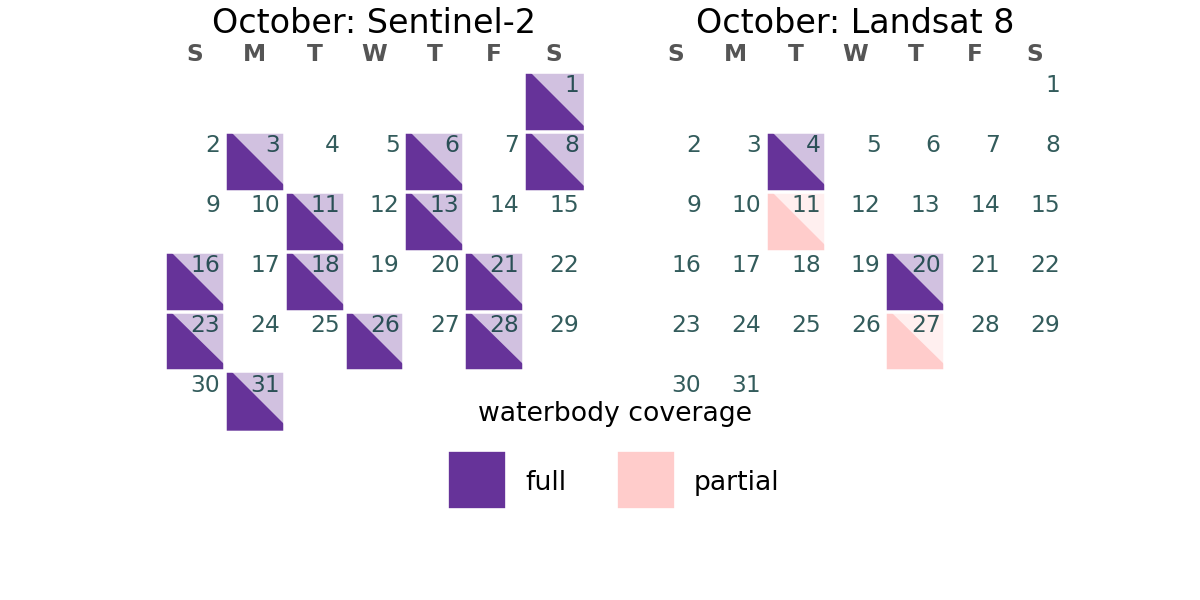 October: Sentinel-2
S M T W T F S
1
2 3 4 5 6 7 8
9 10 11 12 13 14 15
16 17 18 19 20 21 22
23 24 25 26 27 28 29
30 31
October: Landsat 8
S M T W T F S
1
2 3 4 5 6 7 8
9 10 11 12 13 14 15
16 17 18 19 20 21 22
23 24 25 26 27 28 29
30 31
waterbody coverage
full
partial